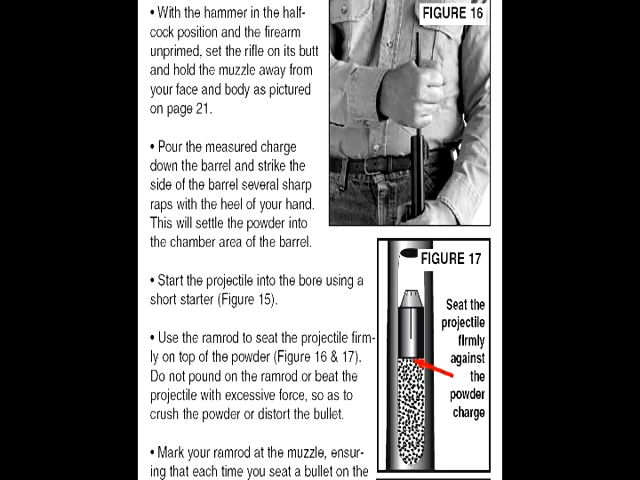 • With the hammer in the half-
cock position and the firearm
unprimed, set the rifle on its butt
and hold the muzzle away from
your face and body as pictured
on page 21.
• Pour the measured charge
down the barrel and strike the
side of the barrel several sharp
raps with the heel of your hand.
This will settle the powder into
the chamber area of the barrel.
• Start the projectile into the bore using a
short starter (Figure 15).
• Use the ramrod to seat the projectile firm-
ly on top of the powder (Figure 16 & 17).
Do not pound on the ramrod or beat the
projectile with excessive force, so as to
crush the powder or distort the bullet.
• Mark your ramrod at the muzzle, ensur-
ing that each time you seat a bullet on the
FIGURE 16
FIGURE 17
Seat the
projectile
firmly
against
the
powder
charge